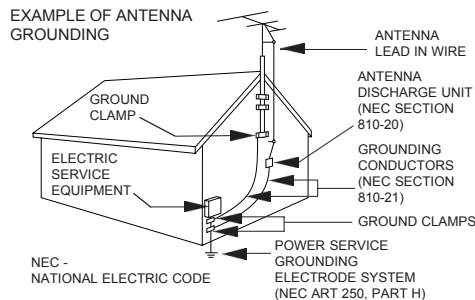 EXAMPLE OF ANTENNA
GROUNDING
ANTENNA
LEAD IN WIRE
ANTENNA
DISCHARGE UNIT
(NEC SECTION
810-20)
GROUND
CLAMP
ELECTRIC
SERVICE
EQUIPMENT
GROUNDING
CONDUCTORS
(NEC SECTION
810-21)
GROUND CLAMPS
POWER SERVICE
GROUNDING
ELECTRODE SYSTEM
(NEC ART 250, PART H)
NEC -
NATIONAL ELECTRIC CODE